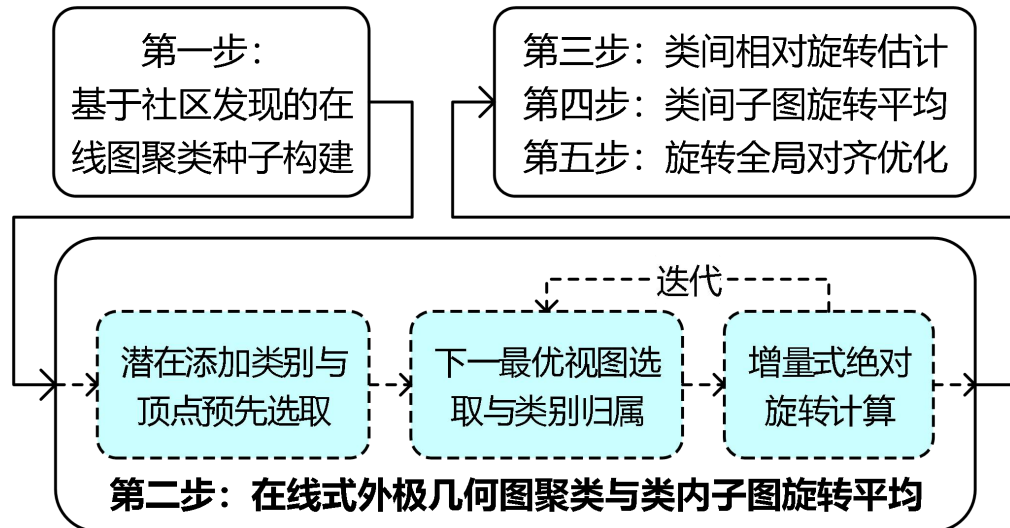 第一步：
基于社区发现的在
线图聚类种子构建
第三步：类间相对旋转估计
第四步：类间子图旋转平均
第五步：旋转全局对齐优化
迭代
潜在添加类别与
顶点预先选取
下一最优视图选
取与类别归属
增量式绝对
旋转计算
第二步：在线式外极几何图聚类与类内子图旋转平均